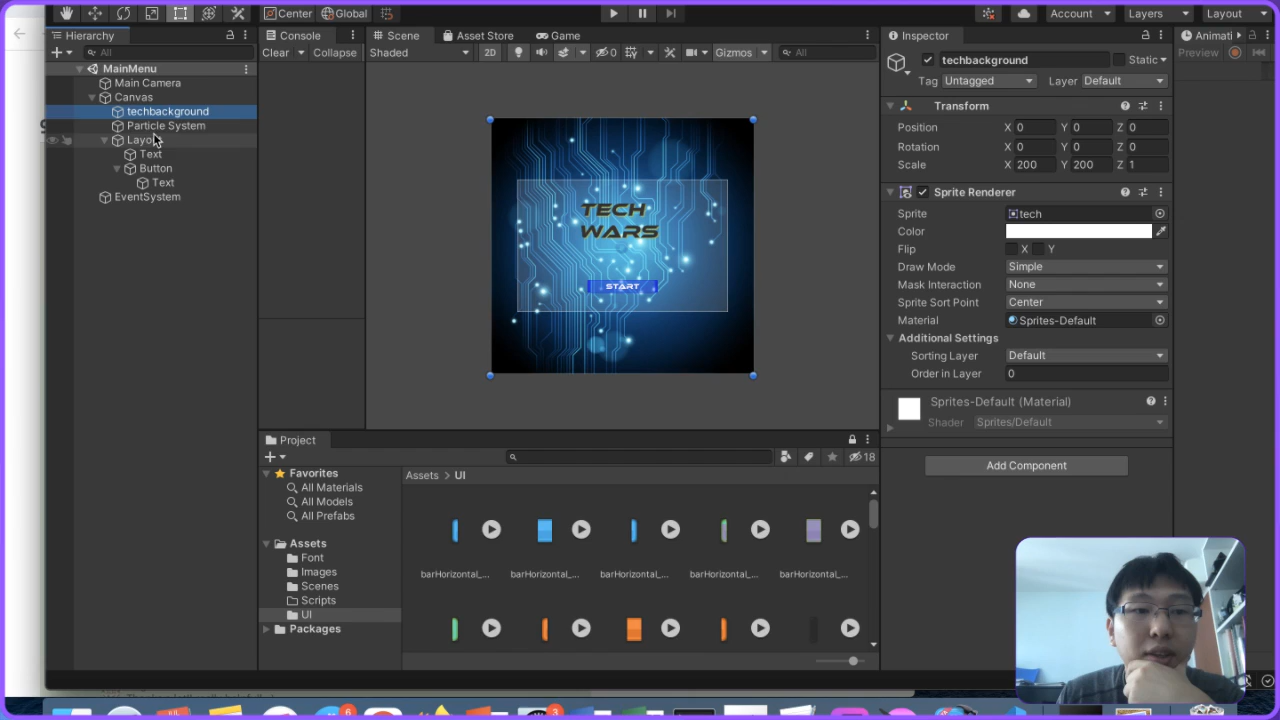 Center
Global
Account
Layers
Layout
Hierarchy
All
MainMenu
Main Camera
Canvas
techbackground
Particle System
Text
Button
Text
EventSystem
Console
Clear
Scene
Asset Store
Game
Shaded
2D
0
Gizmos
All
TECH
WARS
START
Project
18
Favorites
All Materials
All Models
All Prefabs
Assets
Font
Images
Scenes
Scripts
UI
Packages
Assets > UI
barHorizontal_...
barHorizontal_...
barHorizontal_...
barHorizontal_...
barHorizontal_...
Inspector
techbackground
Static
Tag Untagged
Layer Default
Transform
Position X 0 Y 0 Z 0
Rotation X 0 Y 0 Z 0
Scale X 200 Y 200 Z 1
Sprite Renderer
Sprite tech
Color
Flip X Y
Draw Mode Simple
Mask Interaction None
Sprite Sort Point Center
Material Sprites-Default
Additional Settings
Sorting Layer Default
Order in Layer 0
Sprites-Default (Material)
Shader Sprites/Default
Add Component
Animati
Preview
6
3